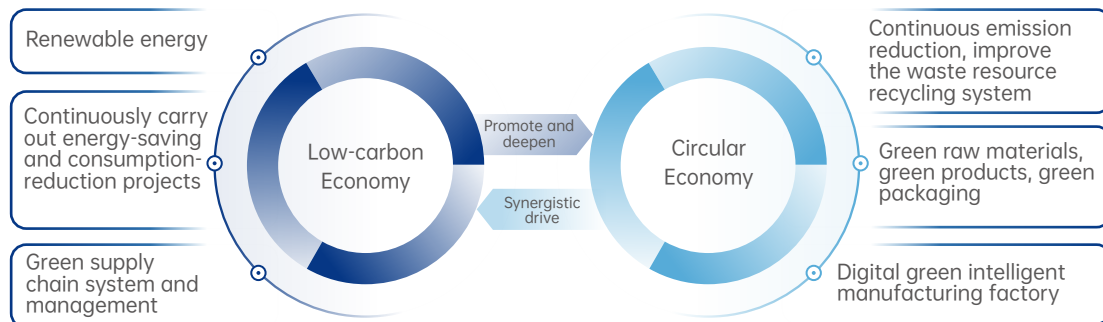 Renewable energy
Continuously carry
out energy-saving
and consumption-
reduction projects
Green supply
chain system and
management
Low-carbon
Economy
Promote and
deepen
Synergistic
drive
Circular
Economy
Continuous emission
reduction, improve
the waste resource
recycling system
Green raw materials,
green products, green
packaging
Digital green intelligent
manufacturing factory